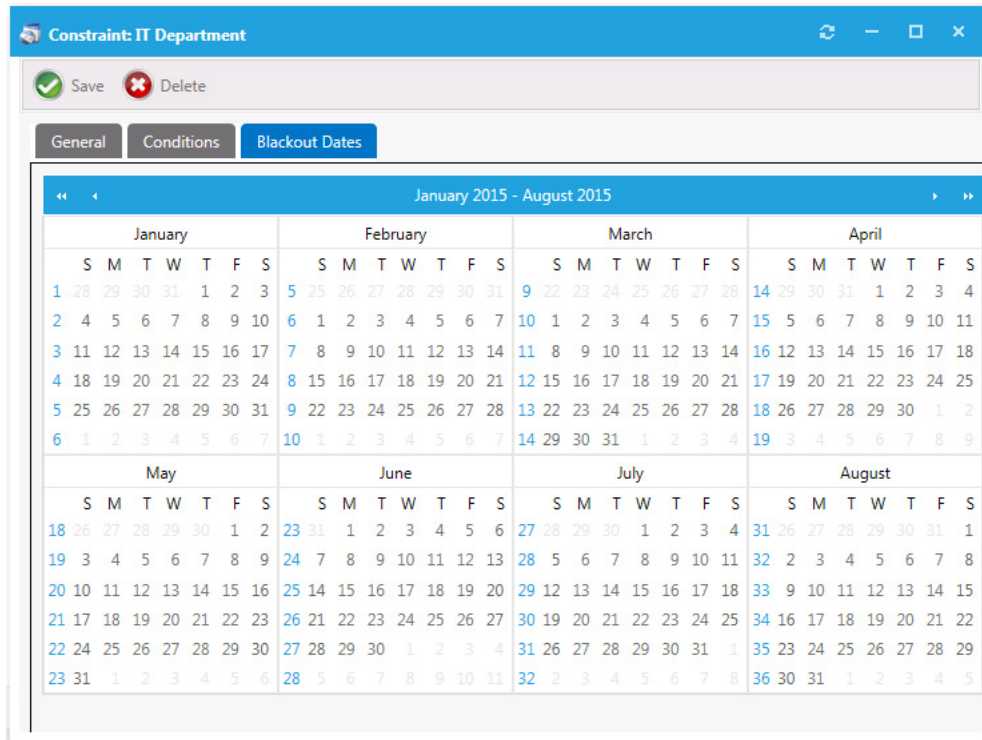 Constraint: IT Department
Save Delete
General Conditions Blackout Dates
January 2015 - August 2015
January February March April
S M T W T F S S M T W T F S S M T W T F S S M T W T F S
1 28 29 30 31 1 2 3 5 25 26 27 28 29 30 31 9 22 23 24 25 26 27 28 14 29 30 31 1 2 3 4
2 4 5 6 7 8 9 10 6 1 2 3 4 5 6 7 10 1 2 3 4 5 6 7 15 5 6 7 8 9 10 11
3 11 12 13 14 15 16 17 7 8 9 10 11 12 13 14 11 8 9 10 11 12 13 14 16 12 13 14 15 16 17 18
4 18 19 20 21 22 23 24 8 15 16 17 18 19 20 21 12 15 16 17 18 19 20 21 17 19 20 21 22 23 24 25
5 25 26 27 28 29 30 31 9 22 23 24 25 26 27 28 13 22 23 24 25 26 27 28 18 26 27 28 29 30 1 2
6 1 2 3 4 5 6 7 10 1 2 3 4 5 6 7 14 29 30 31 1 2 3 4 19 3 4 5 6 7 8 9
May June July August
S M T W T F S S M T W T F S S M T W T F S S M T W T F S
18 26 27 28 29 30 1 2 23 31 1 2 3 4 5 6 27 28 29 30 1 2 3 4 31 26 27 28 29 30 31 1
19 3 4 5 6 7 8 9 24 7 8 9 10 11 12 13 28 5 6 7 8 9 10 11 32 2 3 4 5 6 7 8
20 10 11 12 13 14 15 16 25 14 15 16 17 18 19 20 29 12 13 14 15 16 17 18 33 9 10 11 12 13 14 15
21 17 18 19 20 21 22 23 26 21 22 23 24 25 26 27 30 19 20 21 22 23 24 25 34 16 17 18 19 20 21 22
22 24 25 26 27 28 29 30 27 28 29 30 1 2 3 4 31 26 27 28 29 30 31 1 35 23 24 25 26 27 28 29
23 31 1 2 3 4 5 6 28 5 6 7 8 9 10 11 32 2 3 4 5 6 7 8 36 30 31 1 2 3 4 5